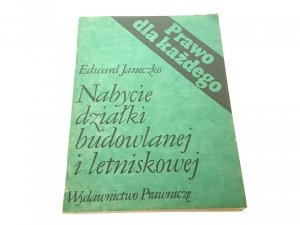 Prawo
dla każdego
Edward Janeczko
Nabycie
działki
budowlanej
i letniskowej
Wydawnictwo Prawnicze